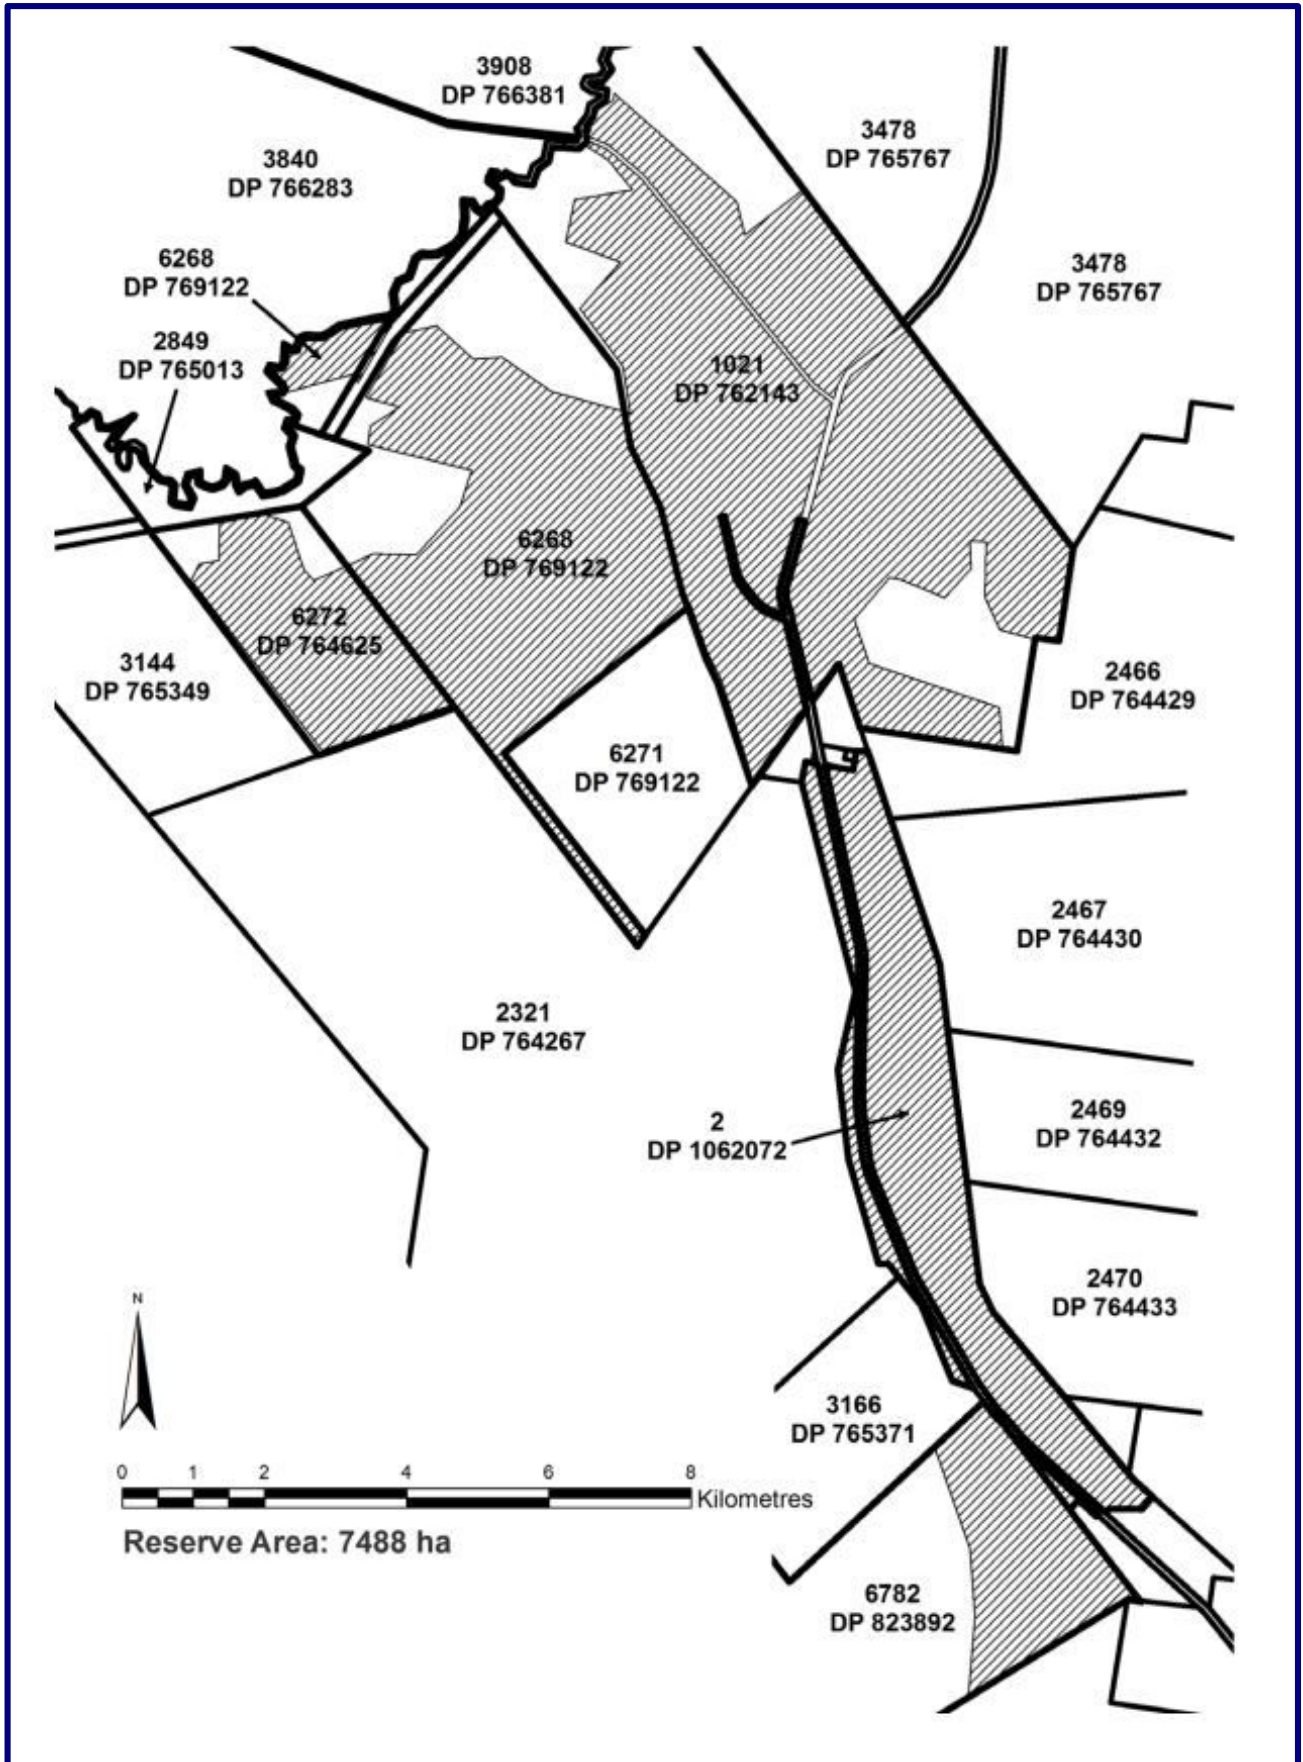 3908
DP 766381
3478
DP 765767
3840
DP 766283
6268
DP 769122
3478
DP 765767
2849
DP 765013
1021
DP 762143
6268
DP 769122
6272
DP 764625
3144
DP 765349
2466
DP 764429
6271
DP 769122
2467
DP 764430
2321
DP 764267
2
DP 1062072
2469
DP 764432
2470
DP 764433
N
3166
DP 765371
0 1 2 4 6 8
Kilometres
Reserve Area: 7488 ha
6782
DP 823892